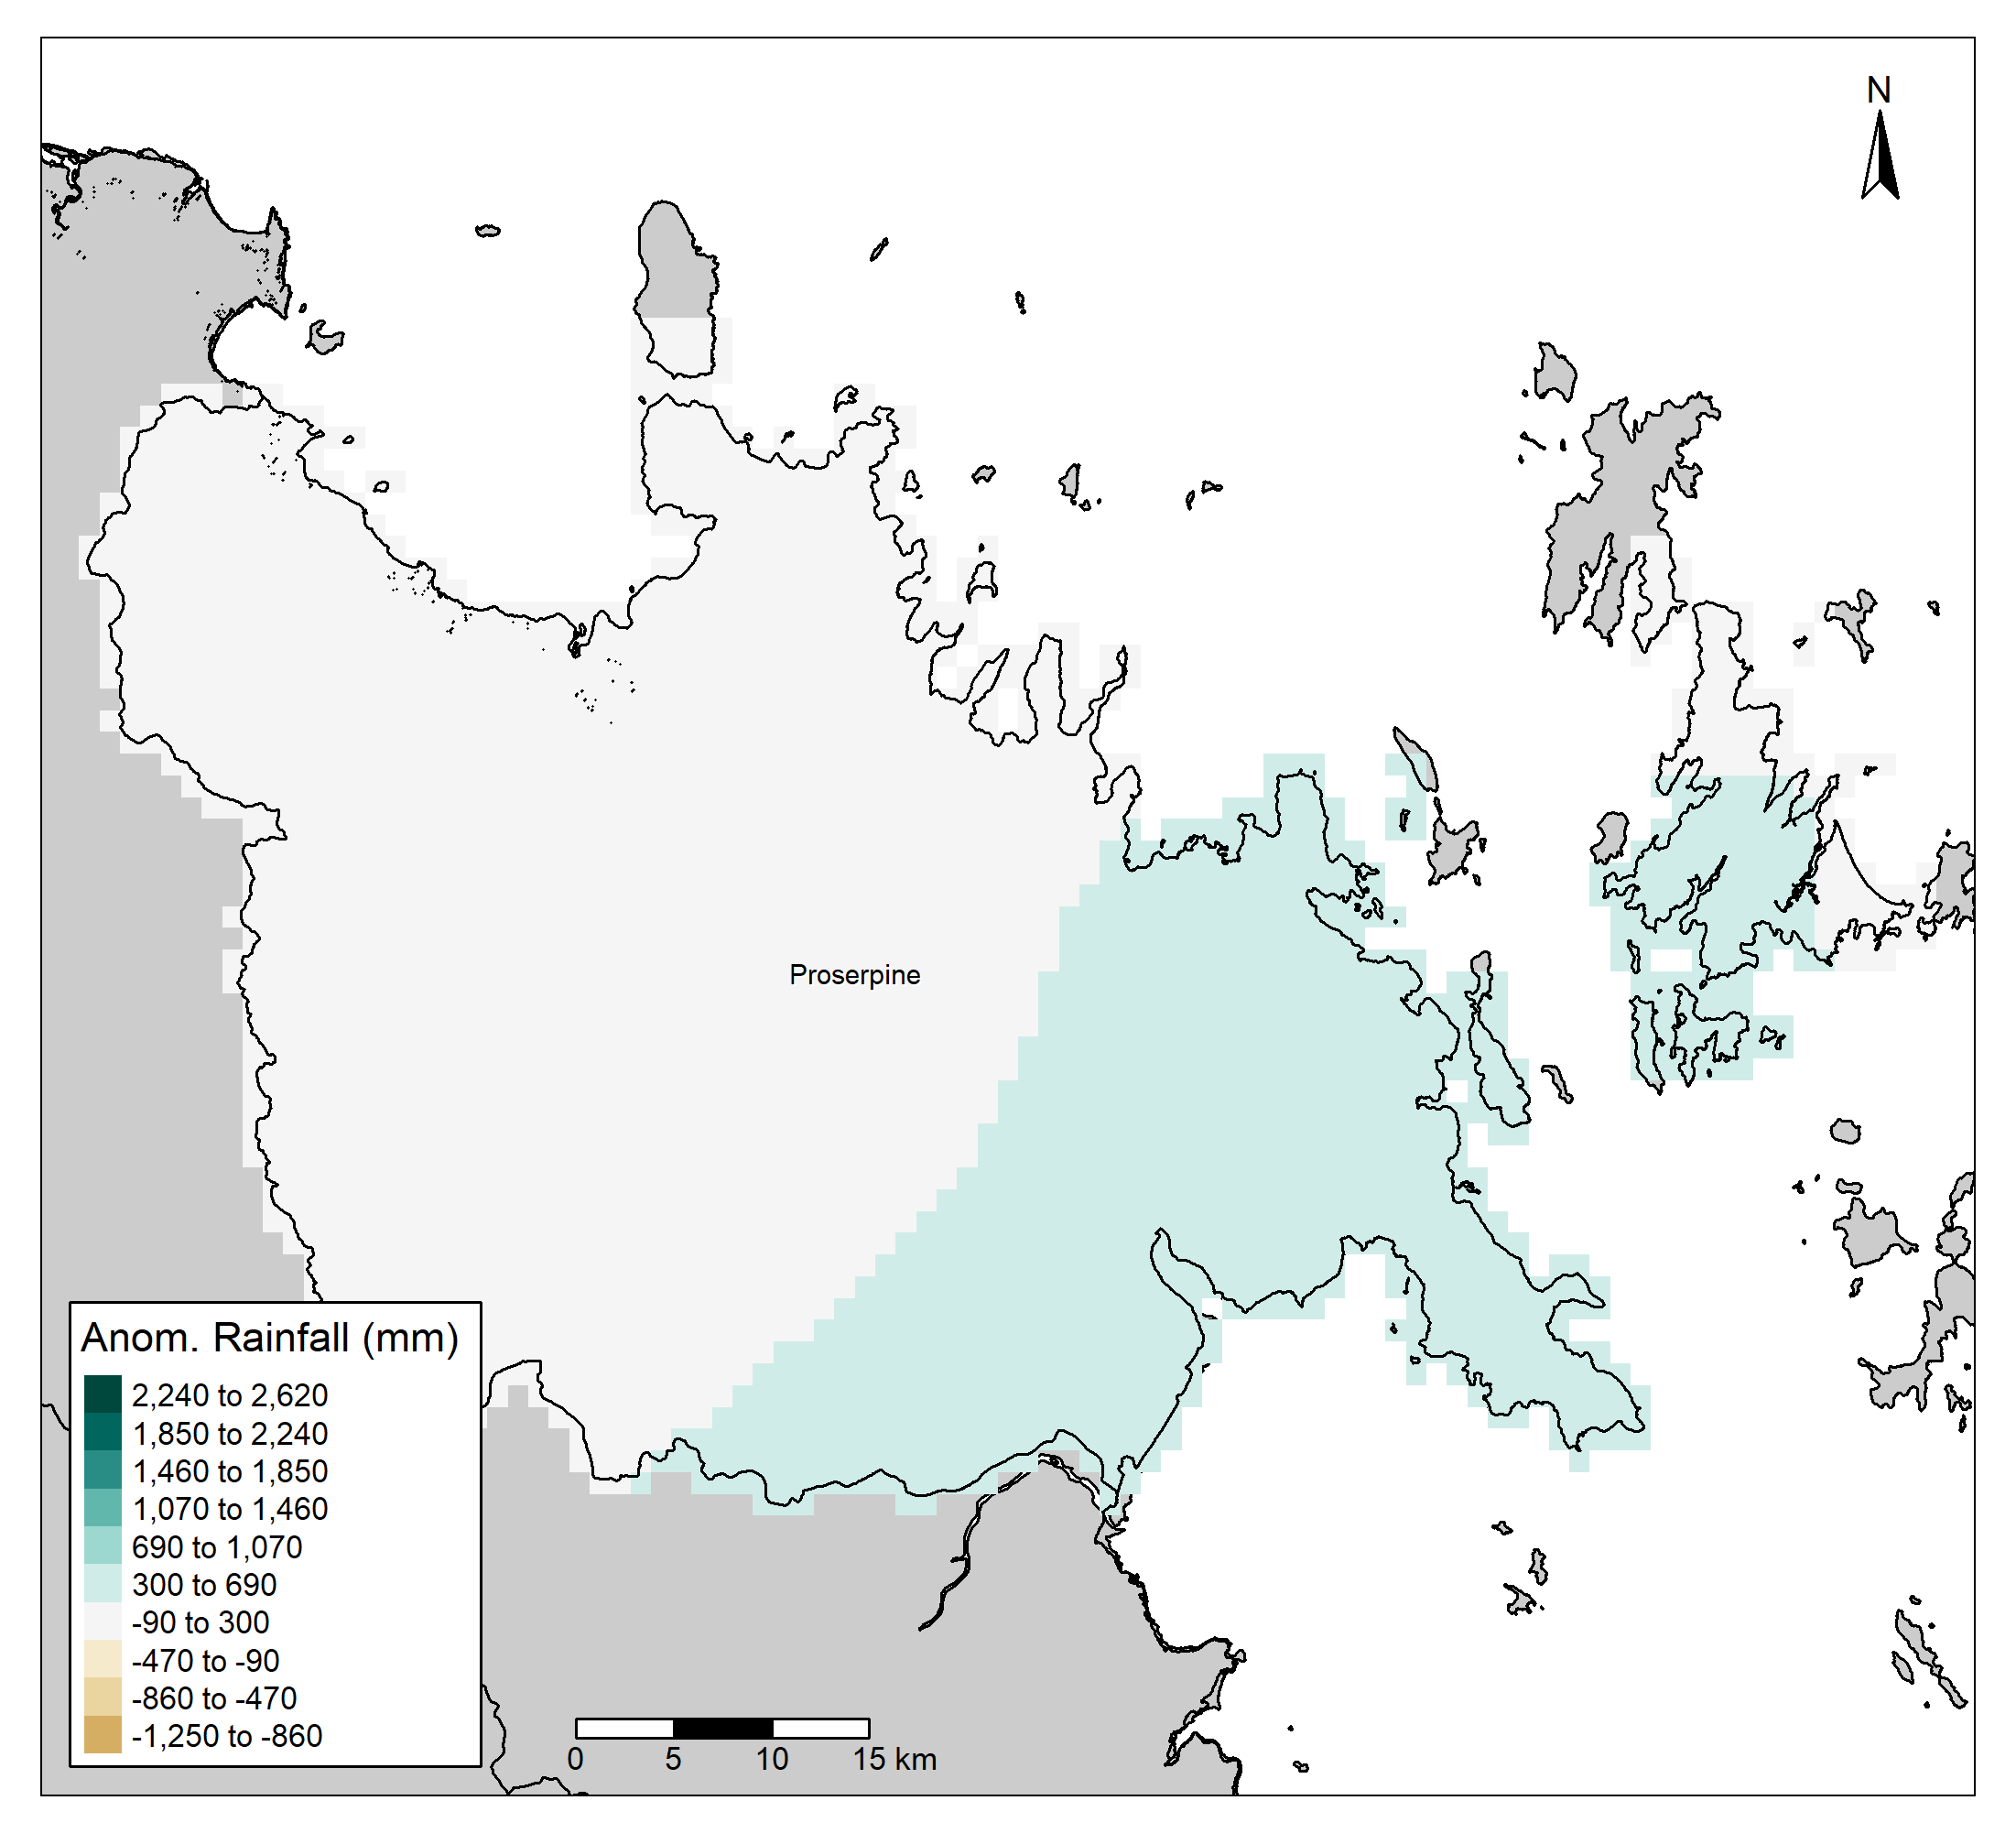 N
Proserpine
Anom. Rainfall (mm)
2,240 to 2,620
1,850 to 2,240
1,460 to 1,850
1,070 to 1,460
690 to 1,070
300 to 690
-90 to 300
-470 to -90
-860 to -470
-1,250 to -860
0 5 10 15 km